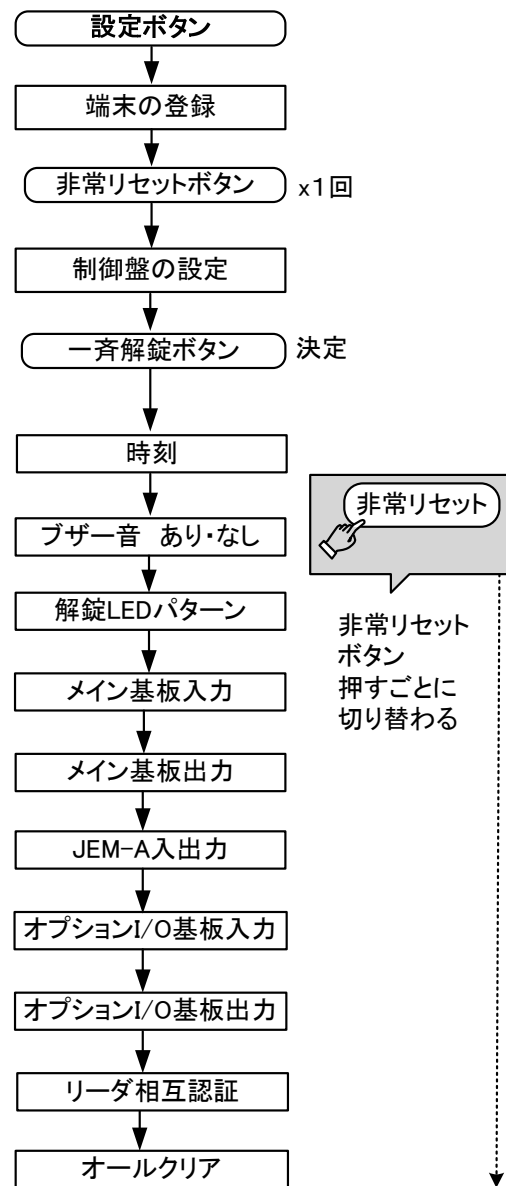 設定ボタン
端末の登録
非常リセットボタン x1回
制御盤の設定
一斉解錠ボタン 決定
時刻
ブザー音　あり・なし
解錠LEDパターン
メイン基板入力
メイン基板出力
JEM-A入出力
オプションI/O基板入力
オプションI/O基板出力
リーダ相互認証
オールクリア
非常リセット
非常リセット
ボタン
押すごとに
切り替わる